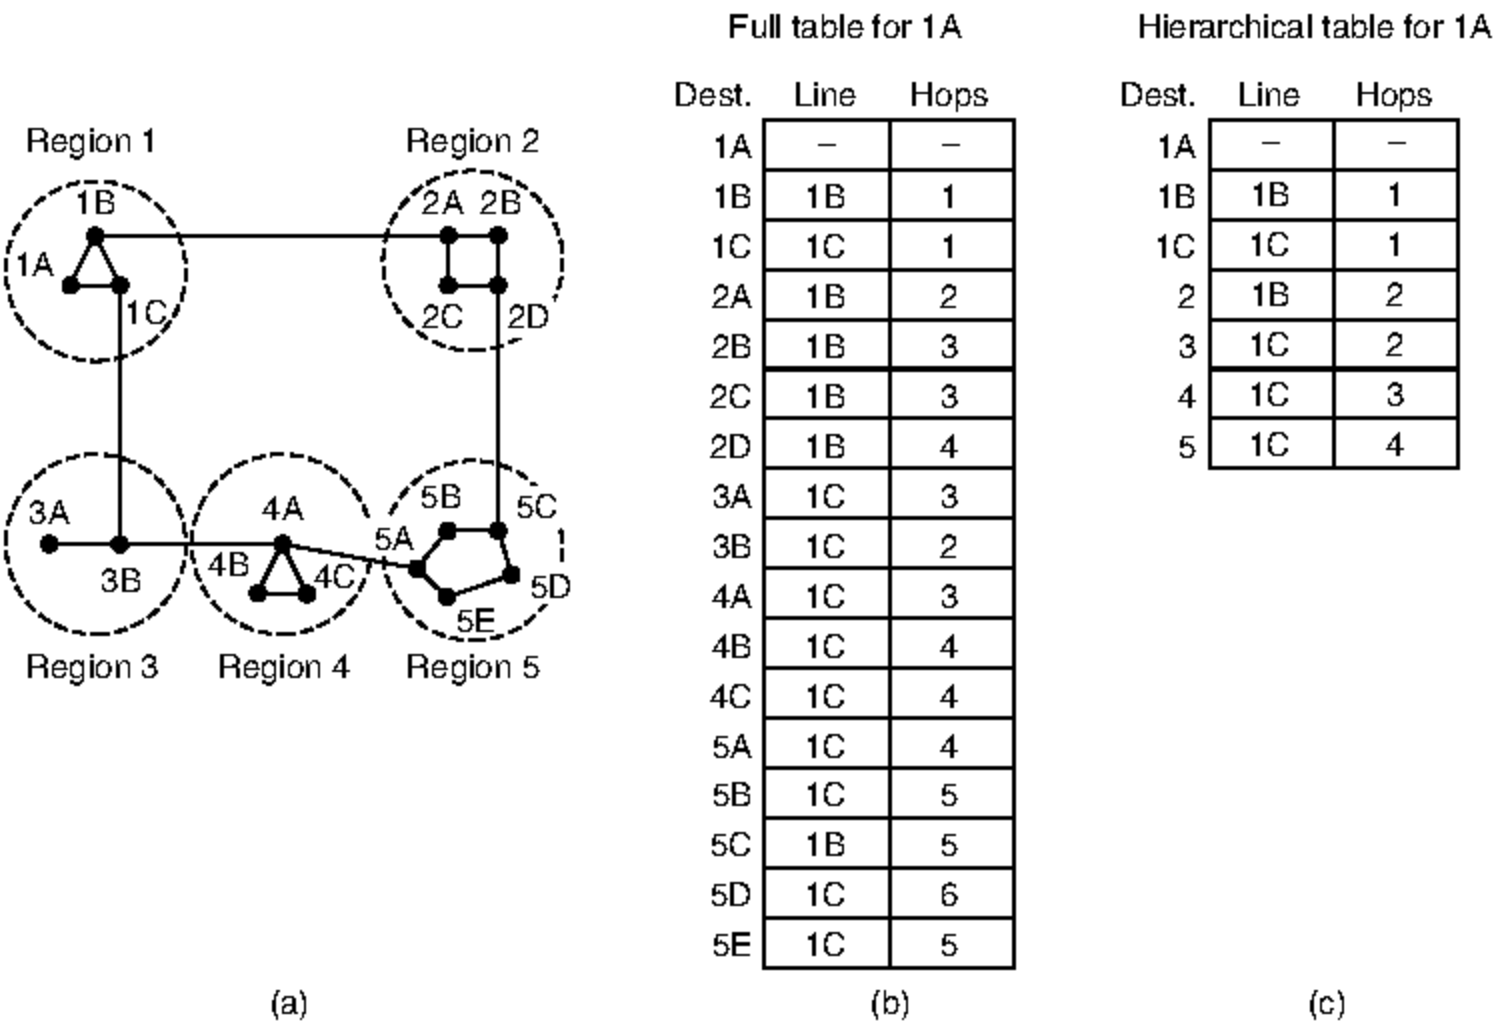 Full table for 1A
Hierarchical table for 1A
Dest. Line Hops
Dest. Line Hops
Region 1
Region 2
1B
1A
1C
2A 2B
2C 2D
3A
3B
4A
4B
4C
5A
5B
5C
5D
5E
Region 3
Region 4
Region 5
1A – –
1B 1B 1
1C 1C 1
2A 1B 2
2B 1B 3
2C 1B 3
2D 1B 4
3A 1C 3
3B 1C 2
4A 1C 3
4B 1C 4
4C 1C 4
5A 1C 4
5B 1C 5
5C 1B 5
5D 1C 6
5E 1C 5
1A – –
1B 1B 1
1C 1C 1
2 1B 2
3 1C 2
4 1C 3
5 1C 4
(a)
(b)
(c)